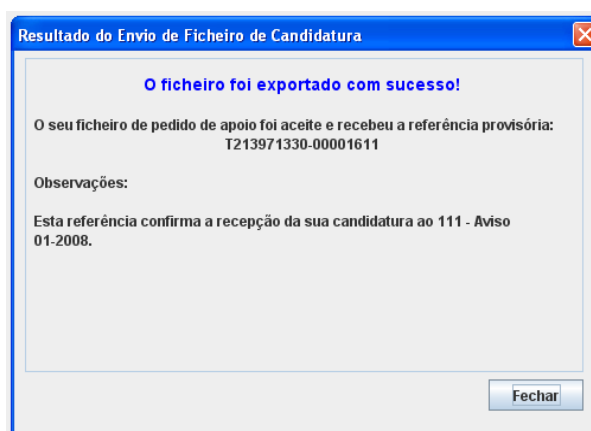 Resultado do Envio de Ficheiro de Candidatura
O ficheiro foi exportado com sucesso!
O seu ficheiro de pedido de apoio foi aceite e recebeu a referência provisória:
T213971330-00001611
Observações:
Esta referência confirma a recepção da sua candidatura ao 111 - Aviso
01-2008.
Fechar